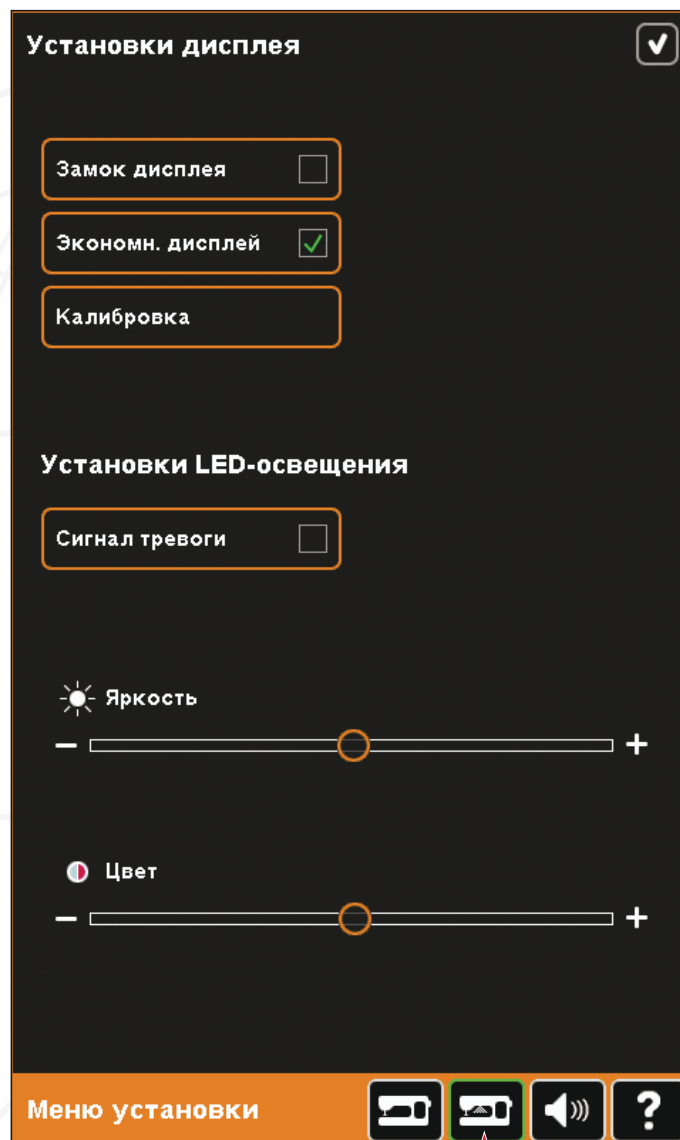 Установки дисплея
Замок дисплея
Экономн. дисплей
Калибровка
Установки LED-освещения
Сигнал тревоги
Яркость
− +
Цвет
− +
Меню установки ?